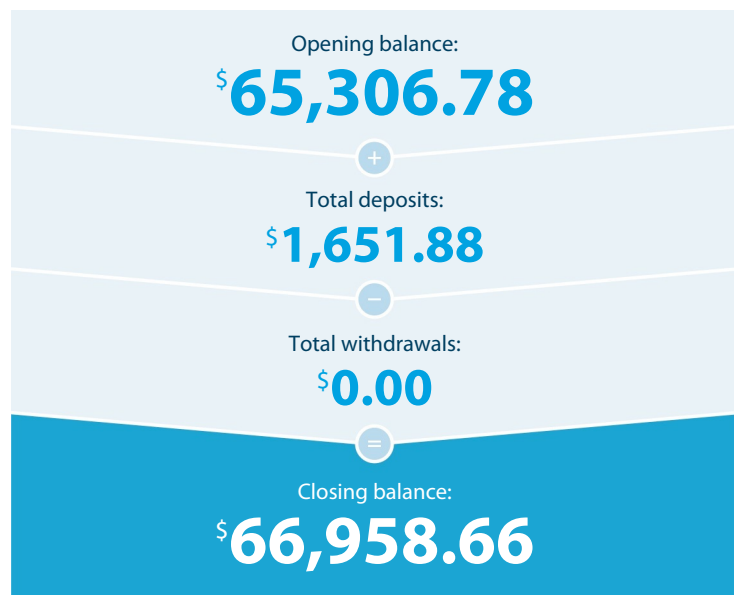 Opening balance:
$65,306.78
+
Total deposits:
$1,651.88
−
Total withdrawals:
$0.00
=
Closing balance:
$66,958.66